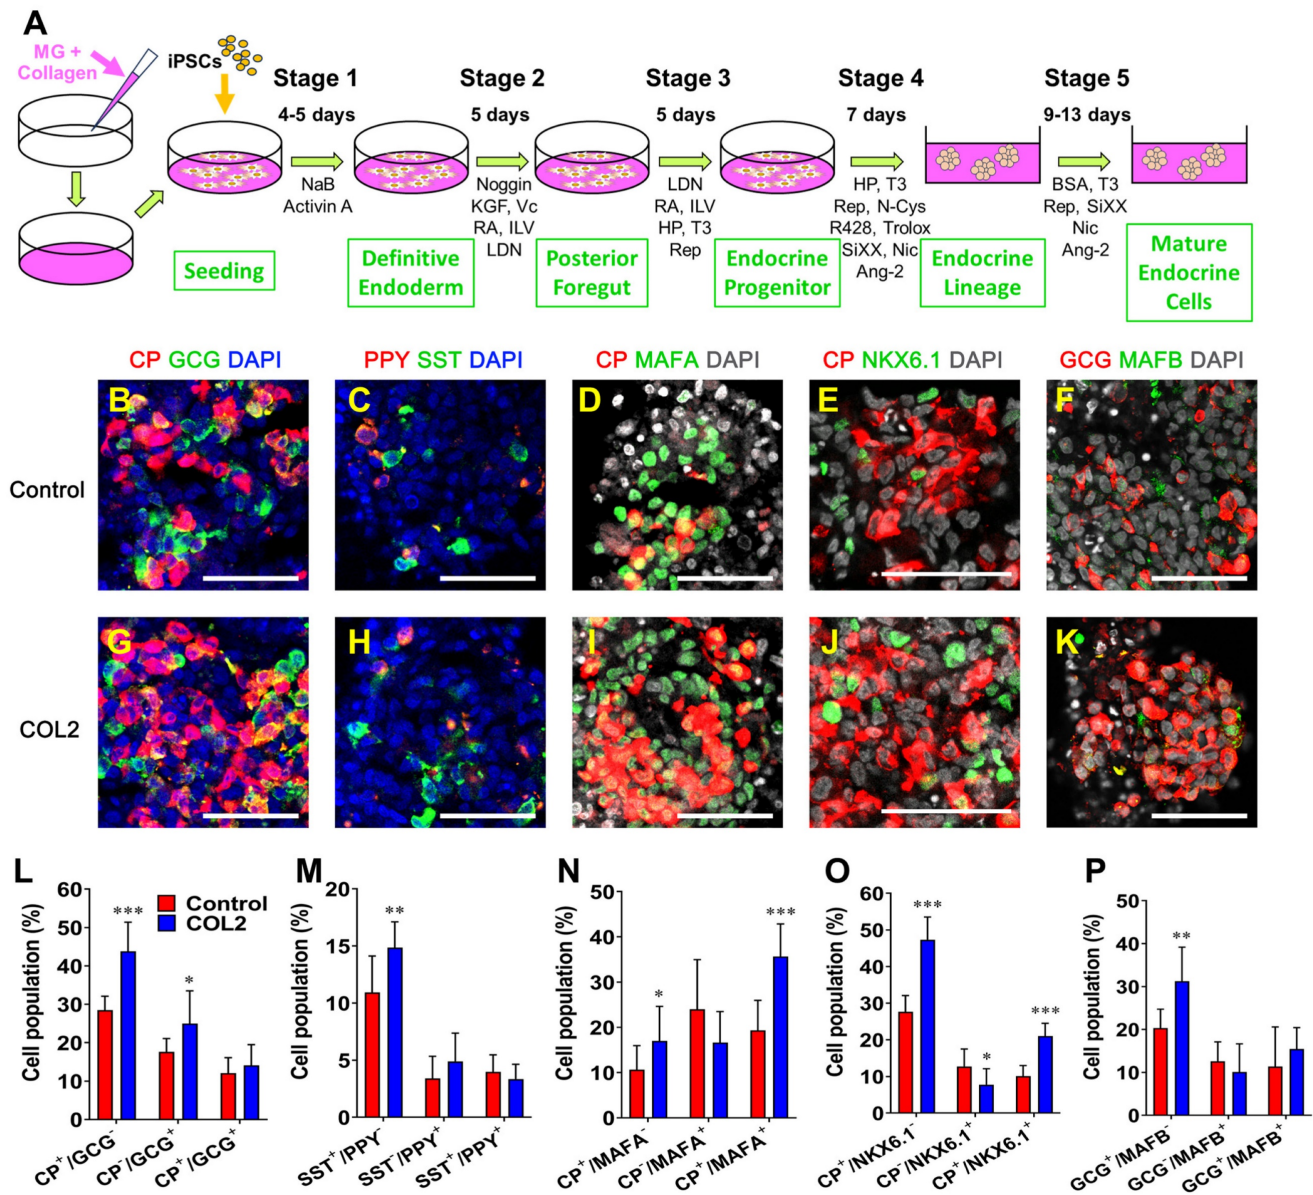 A
MG +
Collagen
iPSCs
Stage 1
4-5 days
NaB
Activin A
Stage 2
5 days
Noggin
KGF, Vc
RA, ILV
LDN
Stage 3
5 days
LDN
RA, ILV
HP, T3
Rep
Stage 4
7 days
HP, T3
Rep, N-Cys
R428, Trolox
SiXX, Nic
Ang-2
Stage 5
9-13 days
BSA, T3
Rep, SiXX
Nic
Ang-2
Seeding
Definitive
Endoderm
Posterior
Foregut
Endocrine
Progenitor
Endocrine
Lineage
Mature
Endocrine
Cells
CP GCG DAPI
PPY SST DAPI
CP MAFA DAPI
CP NKX6.1 DAPI
GCG MAFB DAPI
Control
B
C
D
E
F
COL2
G
H
I
J
K
L
Cell population (%)
60
50
40
30
20
10
0
***
*
Control
COL2
CP⁺/GCG⁻
CP⁻/GCG⁺
CP⁺/GCG⁺
M
Cell population (%)
20
15
10
5
0
**
SST⁺/PPY⁻
SST⁻/PPY⁺
SST⁺/PPY⁺
N
Cell population (%)
50
40
30
20
10
0
*
***
CP⁺/MAFA⁻
CP⁻/MAFA⁺
CP⁺/MAFA⁺
O
Cell population (%)
60
50
40
30
20
10
0
***
*
***
CP⁺/NKX6.1⁻
CP⁻/NKX6.1⁺
CP⁺/NKX6.1⁺
P
Cell population (%)
50
40
30
20
10
0
**
GCG⁺/MAFB⁻
GCG⁻/MAFB⁺
GCG⁺/MAFB⁺